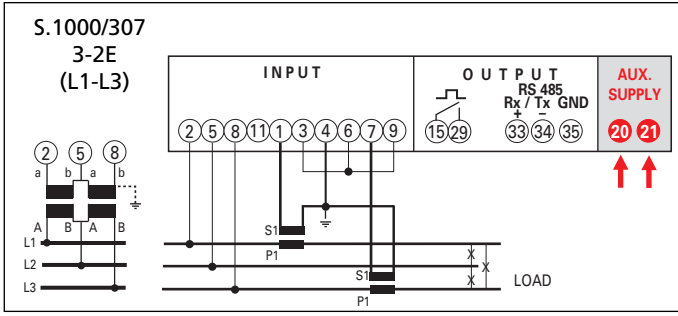 S.1000/307
3-2E
(L1-L3)
INPUT
OUTPUT
RS 485
Rx / Tx GND
+ −
AUX.
SUPPLY
2 5 8 11 1 3 4 6 7 9
15 29 33 34 35
20 21
2 5 8
a b a b
A B A B
L1
L2
L3
S1
P1
S1
P1
X
X
X
LOAD